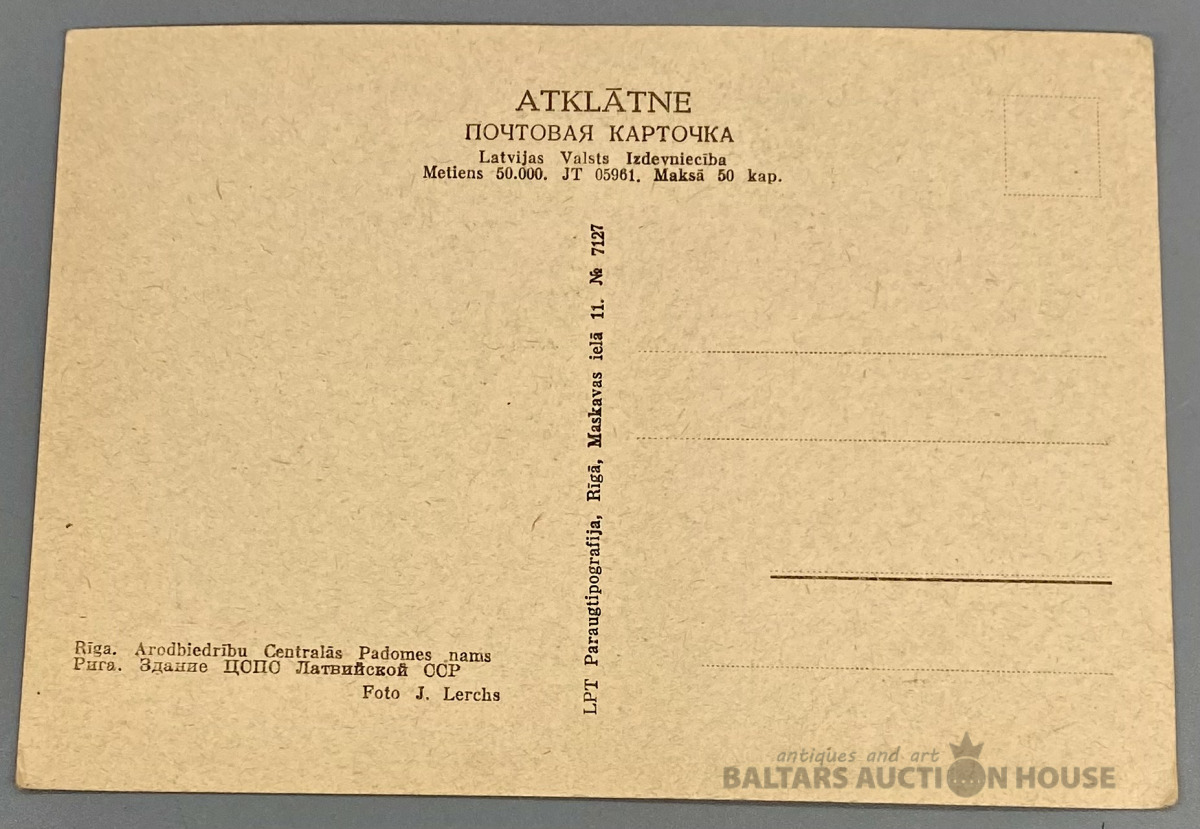 ATKLĀTNE
ПОЧТОВАЯ КАРТОЧКА
Latvijas Valsts Izdevniecība
Metiens 50.000. JT 05961. Maksā 50 kap.
LPT Paraugtipografija, Rīgā, Maskavas ielā 11. № 7127
Rīga. Arodbiedrību Centralās Padomes nams
Рига. Здание ЦСПС Латвийской ССР
Foto J. Lerchs
antiques and art
BALTARS AUCTION HOUSE